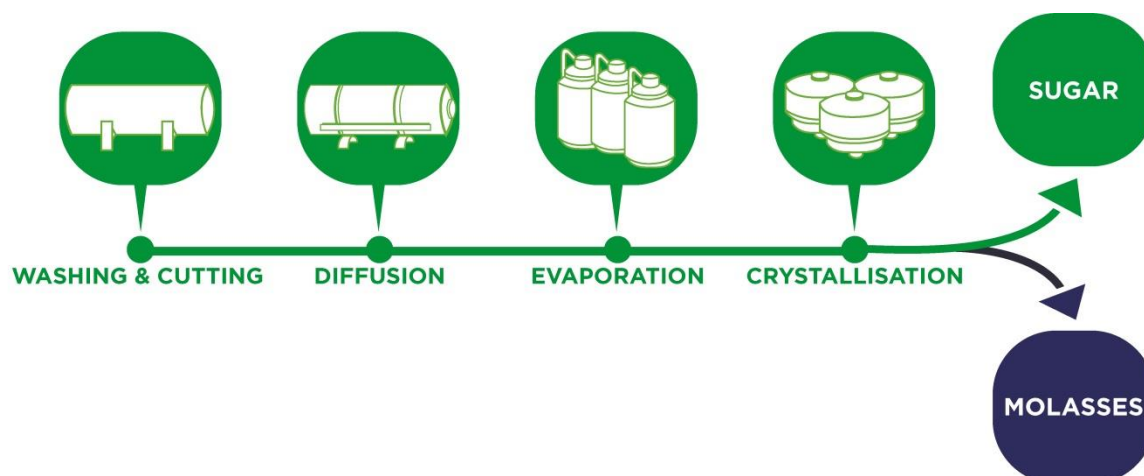 SUGAR
WASHING & CUTTING
DIFFUSION
EVAPORATION
CRYSTALLISATION
MOLASSES